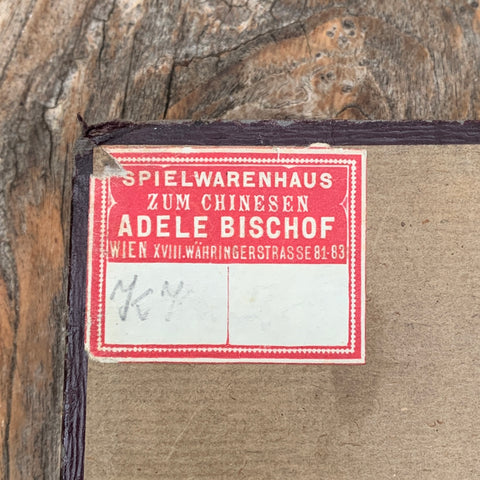 SPIELWARENHAUS
ZUM CHINESEN
ADELE BISCHOF
WIEN XVIII. WÄHRINGERSTRASSE 81-83